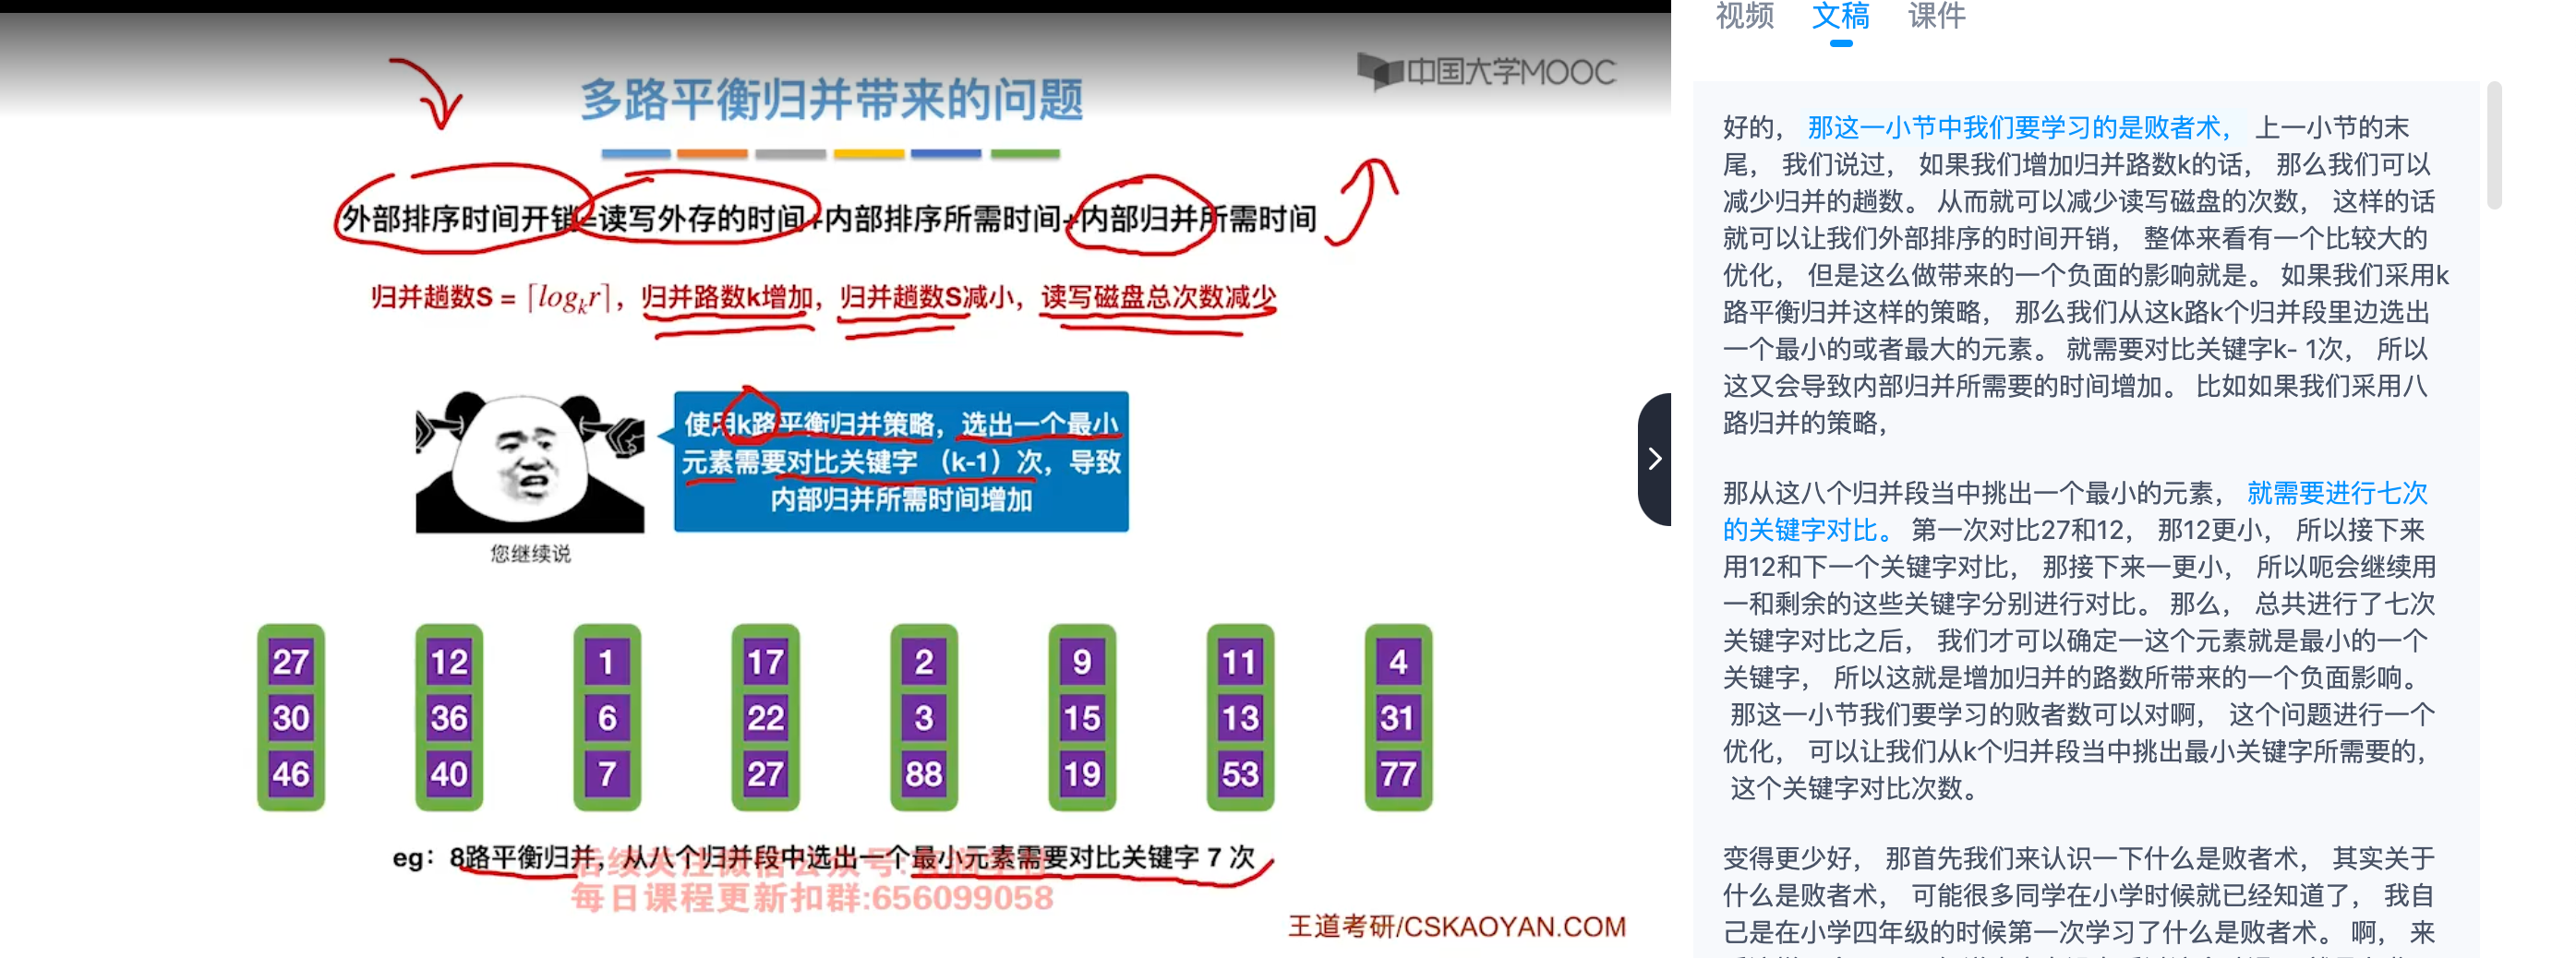 中国大学MOOC
多路平衡归并带来的问题
外部排序时间开销=读写外存的时间+内部排序所需时间+内部归并所需时间
归并趟数S = ⌈logₖr⌉，归并路数k增加，归并趟数S减小，读写磁盘总次数减少
使用k路平衡归并策略，选出一个最小
元素需要对比关键字 （k-1）次，导致
内部归并所需时间增加
您继续说
27 12 1 17 2 9 11 4
30 36 6 22 3 15 13 31
46 40 7 27 88 19 53 77
eg：8路平衡归并，从八个归并段中选出一个最小元素需要对比关键字 7 次
后续关注微信公众号:
每日课程更新扣群:656099058
王道考研/CSKAOYAN.COM
视频 文稿 课件
好的， 那这一小节中我们要学习的是败者术， 上一小节的末
尾， 我们说过， 如果我们增加归并路数k的话， 那么我们可以
减少归并的趟数。 从而就可以减少读写磁盘的次数， 这样的话
就可以让我们外部排序的时间开销， 整体来看有一个比较大的
优化， 但是这么做带来的一个负面的影响就是。 如果我们采用k
路平衡归并这样的策略， 那么我们从这k路k个归并段里边选出
一个最小的或者最大的元素。 就需要对比关键字k- 1次， 所以
这又会导致内部归并所需要的时间增加。 比如如果我们采用八
路归并的策略，
那从这八个归并段当中挑出一个最小的元素， 就需要进行七次
的关键字对比。 第一次对比27和12， 那12更小， 所以接下来
用12和下一个关键字对比， 那接下来一更小， 所以呃会继续用
一和剩余的这些关键字分别进行对比。 那么， 总共进行了七次
关键字对比之后， 我们才可以确定一这个元素就是最小的一个
关键字， 所以这就是增加归并的路数所带来的一个负面影响。
那这一小节我们要学习的败者数可以对啊， 这个问题进行一个
优化， 可以让我们从k个归并段当中挑出最小关键字所需要的，
这个关键字对比次数。
变得更少好， 那首先我们来认识一下什么是败者术， 其实关于
什么是败者术， 可能很多同学在小学时候就已经知道了， 我自
己是在小学四年级的时候第一次学习了什么是败者术。 啊， 来